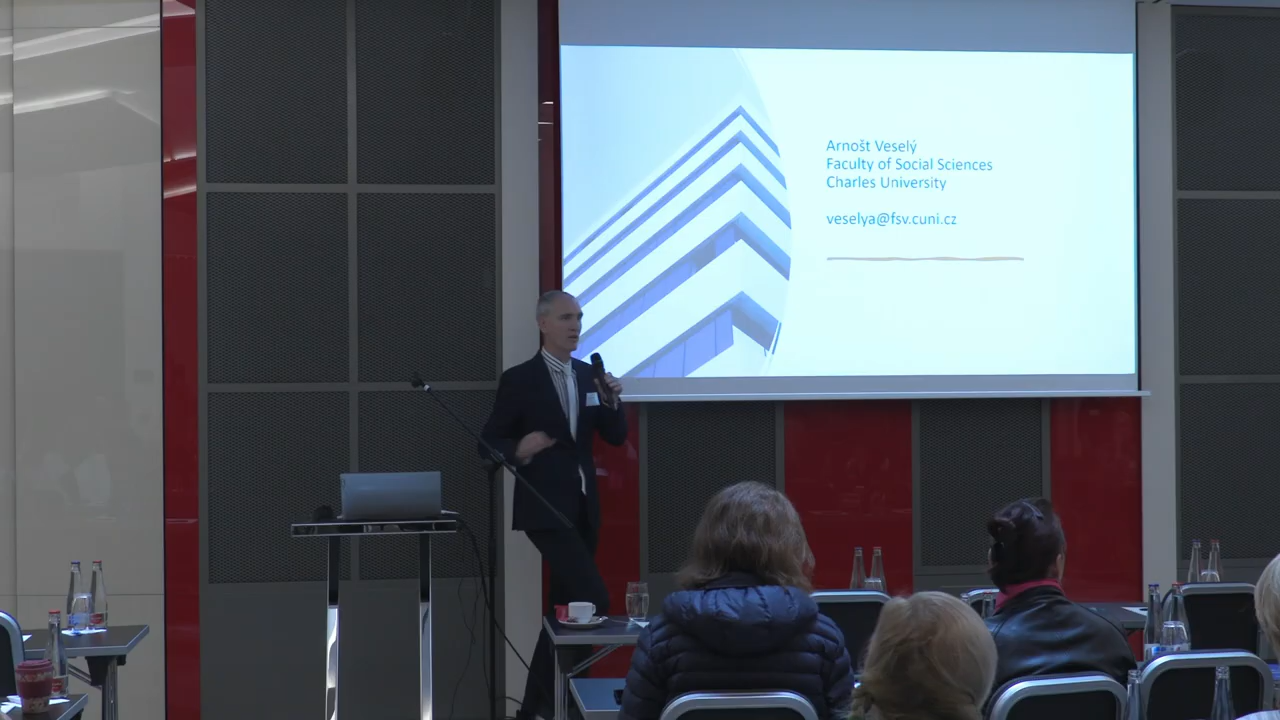 Arnošt Veselý
Faculty of Social Sciences
Charles University
veselya@fsv.cuni.cz